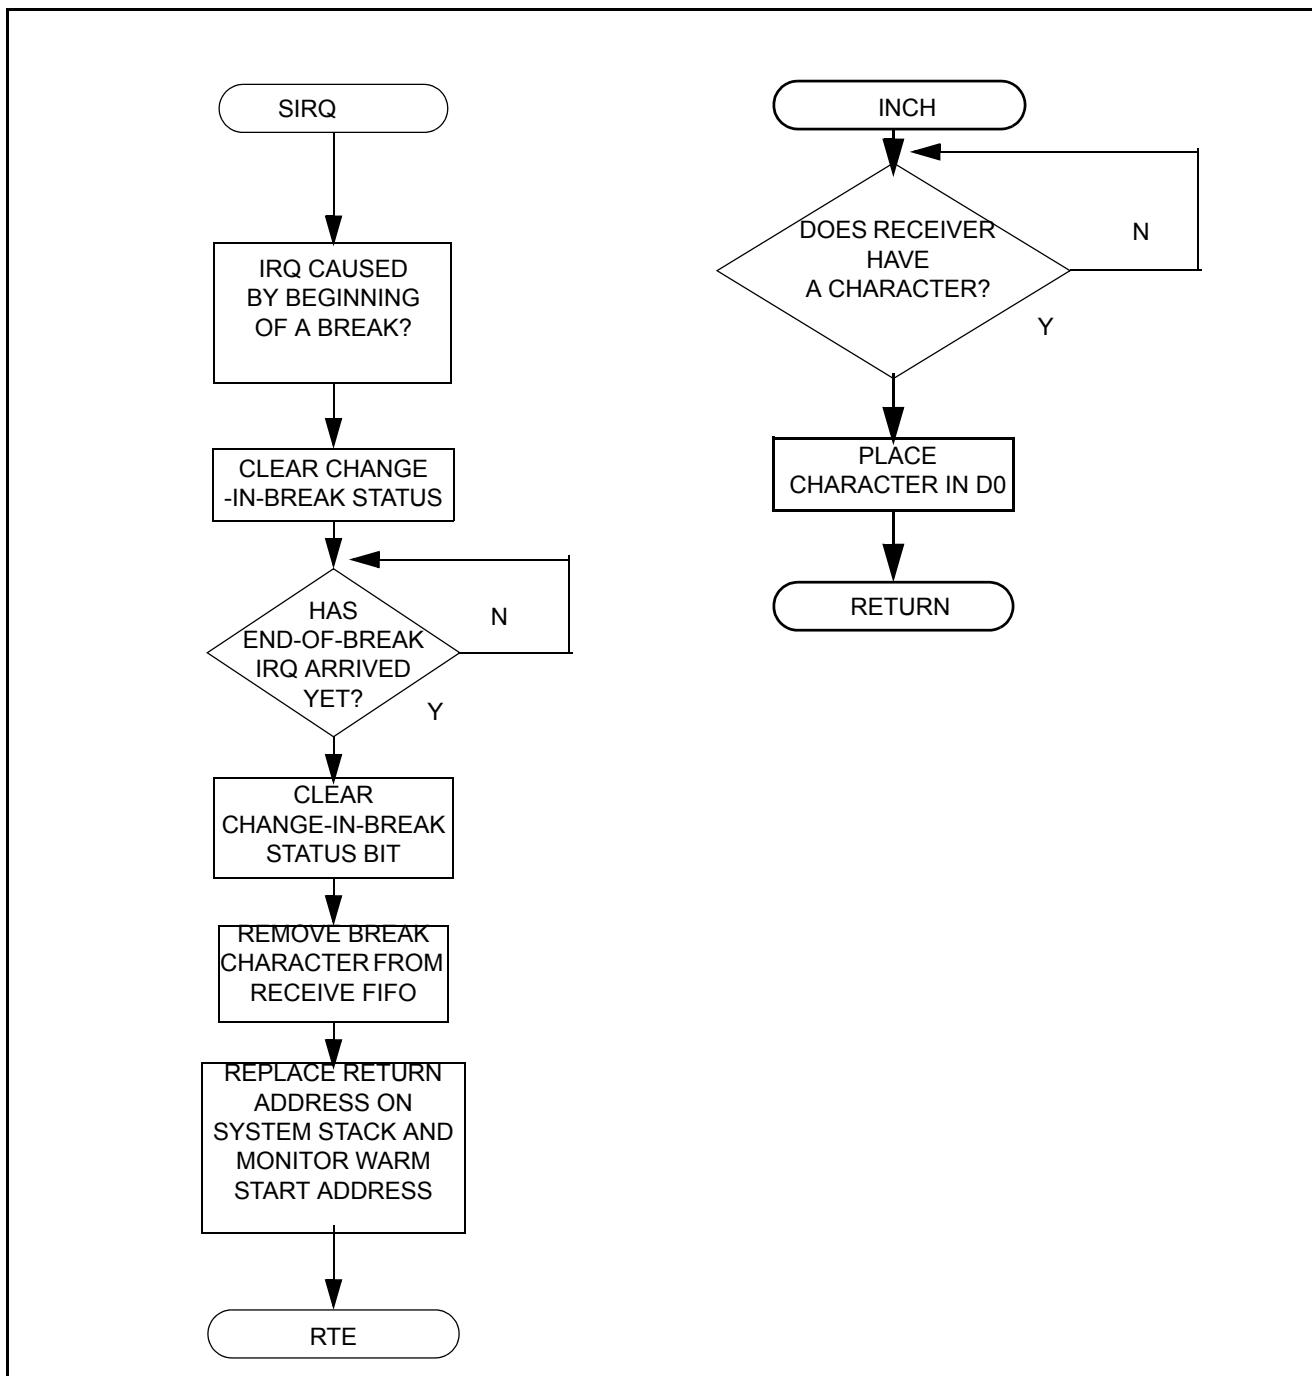 SIRQ
IRQ CAUSED
BY BEGINNING
OF A BREAK?
CLEAR CHANGE
-IN-BREAK STATUS
HAS
END-OF-BREAK
IRQ ARRIVED
YET?
N
Y
CLEAR
CHANGE-IN-BREAK
STATUS BIT
REMOVE BREAK
CHARACTER FROM
RECEIVE FIFO
REPLACE RETURN
ADDRESS ON
SYSTEM STACK AND
MONITOR WARM
START ADDRESS
RTE
INCH
DOES RECEIVER
HAVE
A CHARACTER?
N
Y
PLACE
CHARACTER IN D0
RETURN